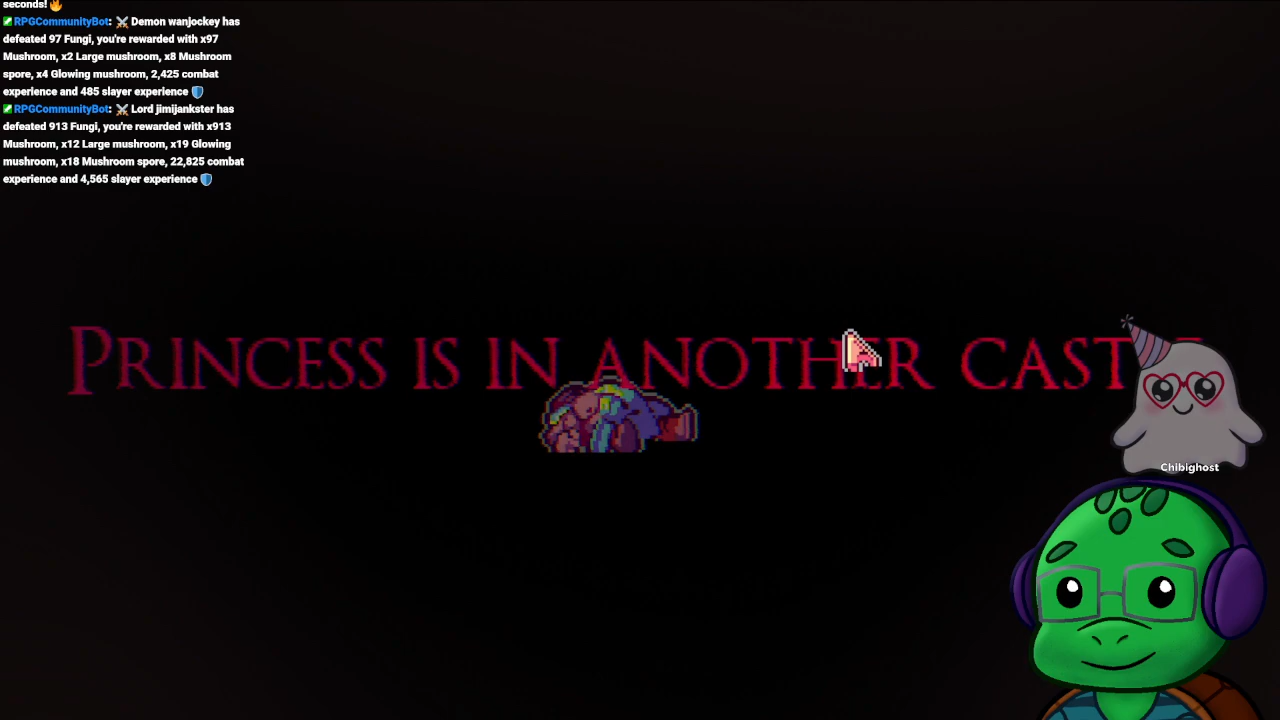 seconds! 🔥
RPGCommunityBot: ⚔ Demon wanjockey has
defeated 97 Fungi, you're rewarded with x97
Mushroom, x2 Large mushroom, x8 Mushroom
spore, x4 Glowing mushroom, 2,425 combat
experience and 485 slayer experience 🛡
RPGCommunityBot: ⚔ Lord jimijankster has
defeated 913 Fungi, you're rewarded with x913
Mushroom, x12 Large mushroom, x19 Glowing
mushroom, x18 Mushroom spore, 22,825 combat
experience and 4,565 slayer experience 🛡
PRINCESS IS IN ANOTHER
Chibighost